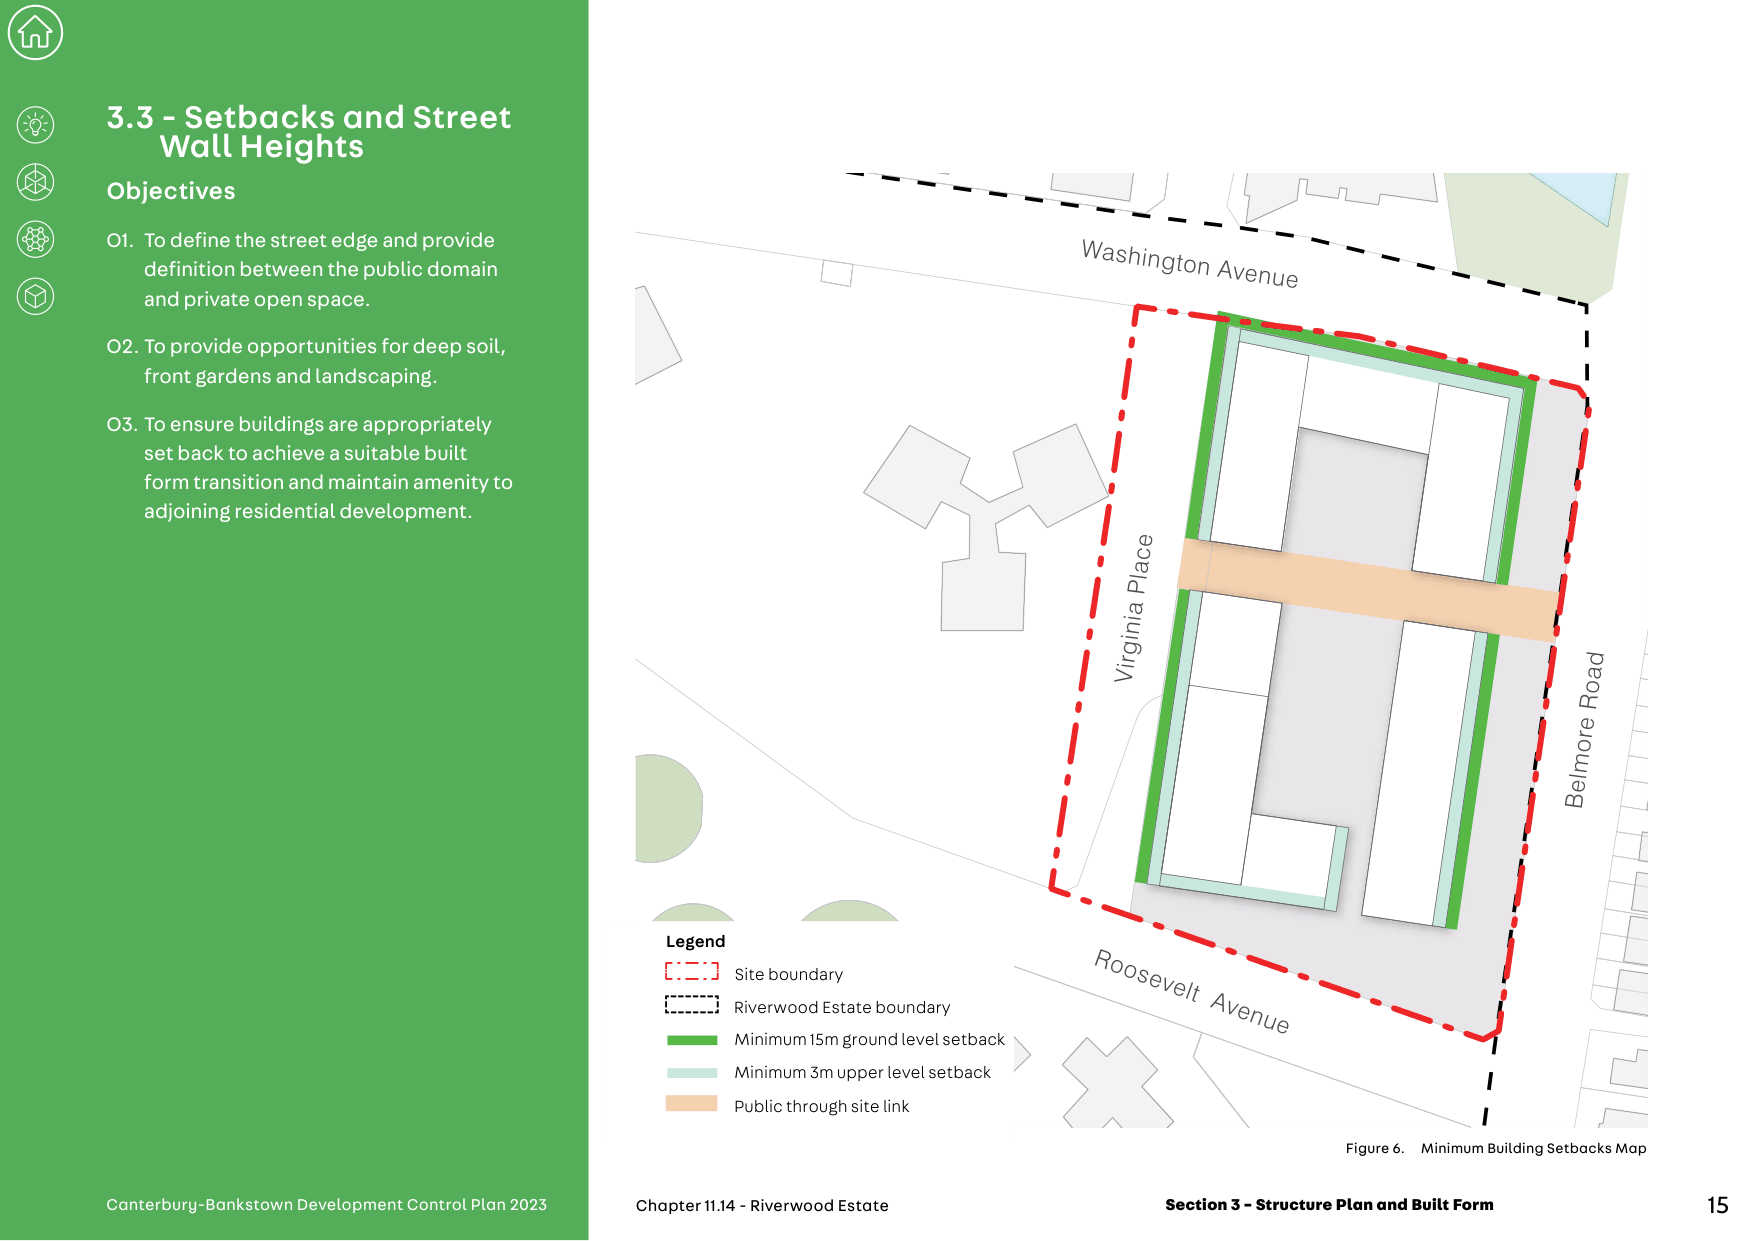 3.3 - Setbacks and Street
Wall Heights
Objectives
O1. To define the street edge and provide
definition between the public domain
and private open space.
O2. To provide opportunities for deep soil,
front gardens and landscaping.
O3. To ensure buildings are appropriately
set back to achieve a suitable built
form transition and maintain amenity to
adjoining residential development.
Washington Avenue
Virginia Place
Belmore Road
Roosevelt Avenue
Legend
Site boundary
Riverwood Estate boundary
Minimum 15m ground level setback
Minimum 3m upper level setback
Public through site link
Figure 6. Minimum Building Setbacks Map
Canterbury-Bankstown Development Control Plan 2023
Chapter 11.14 - Riverwood Estate
Section 3 – Structure Plan and Built Form
15